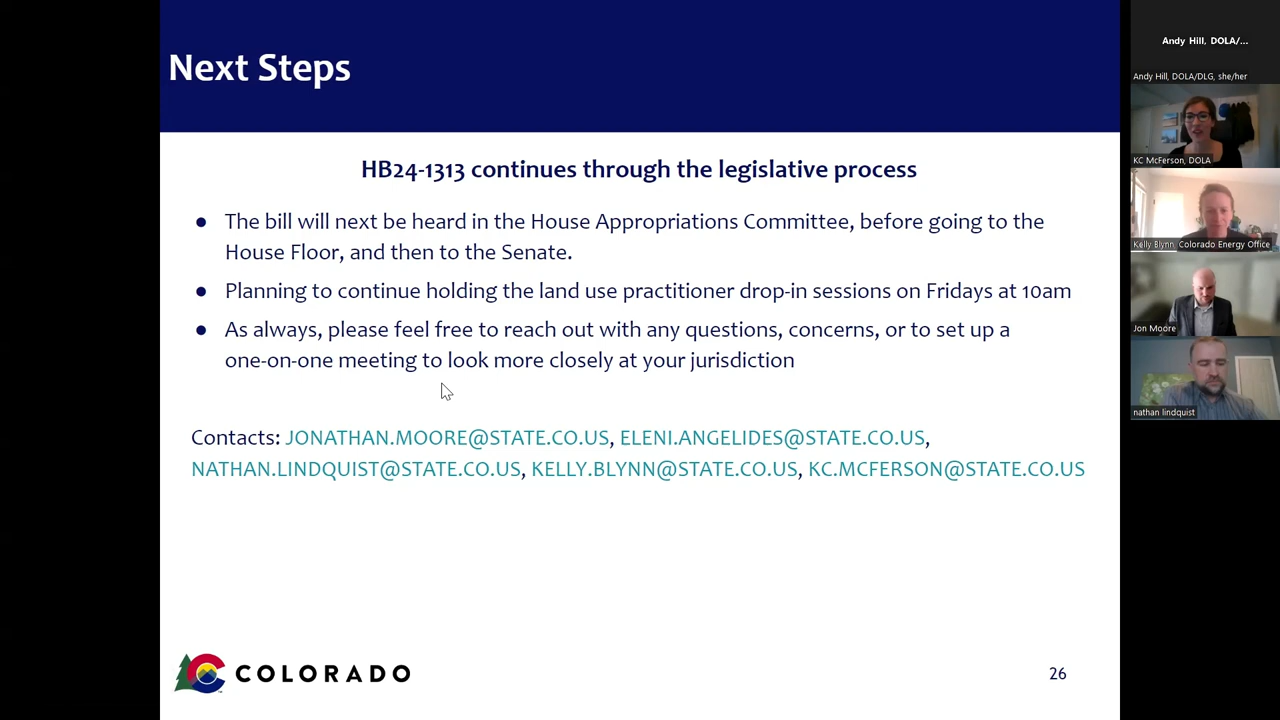 Next Steps
HB24-1313 continues through the legislative process
● The bill will next be heard in the House Appropriations Committee, before going to the
House Floor, and then to the Senate.
● Planning to continue holding the land use practitioner drop-in sessions on Fridays at 10am
● As always, please feel free to reach out with any questions, concerns, or to set up a
one-on-one meeting to look more closely at your jurisdiction
Contacts: JONATHAN.MOORE@STATE.CO.US, ELENI.ANGELIDES@STATE.CO.US,
NATHAN.LINDQUIST@STATE.CO.US, KELLY.BLYNN@STATE.CO.US, KC.MCFERSON@STATE.CO.US
COLORADO
26
Andy Hill, DOLA/...
Andy Hill, DOLA/DLG, she/her
KC McFerson, DOLA
Kelly Blynn, Colorado Energy Office
Jon Moore
nathan lindquist